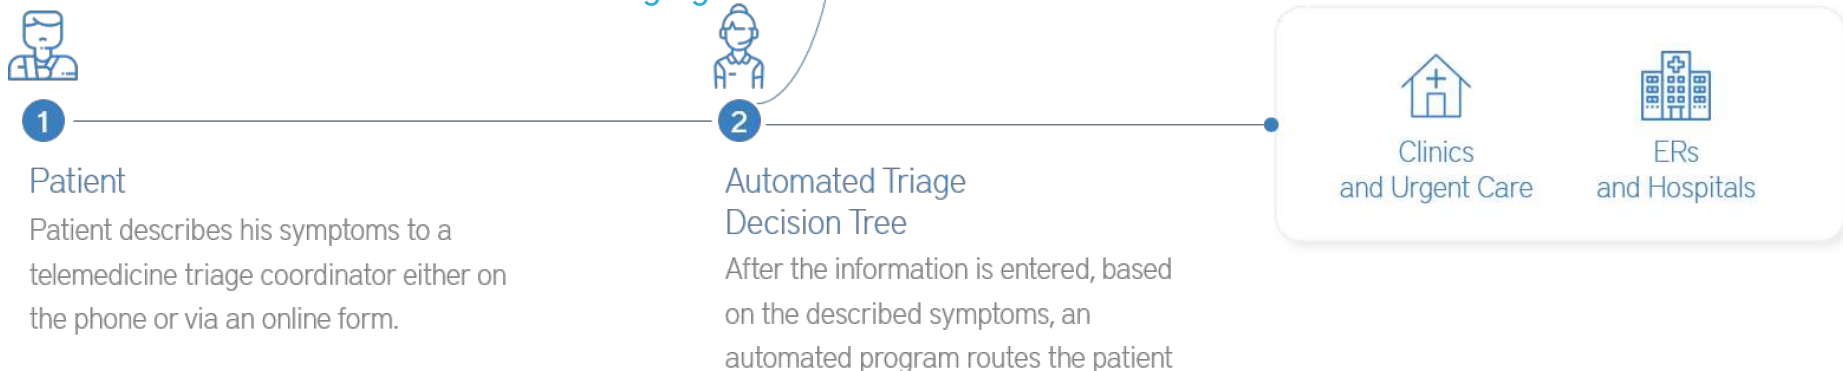 1
Patient
Patient describes his symptoms to a
telemedicine triage coordinator either on
the phone or via an online form.
2
Automated Triage
Decision Tree
After the information is entered, based
on the described symptoms, an
automated program routes the patient
Clinics
and Urgent Care
ERs
and Hospitals